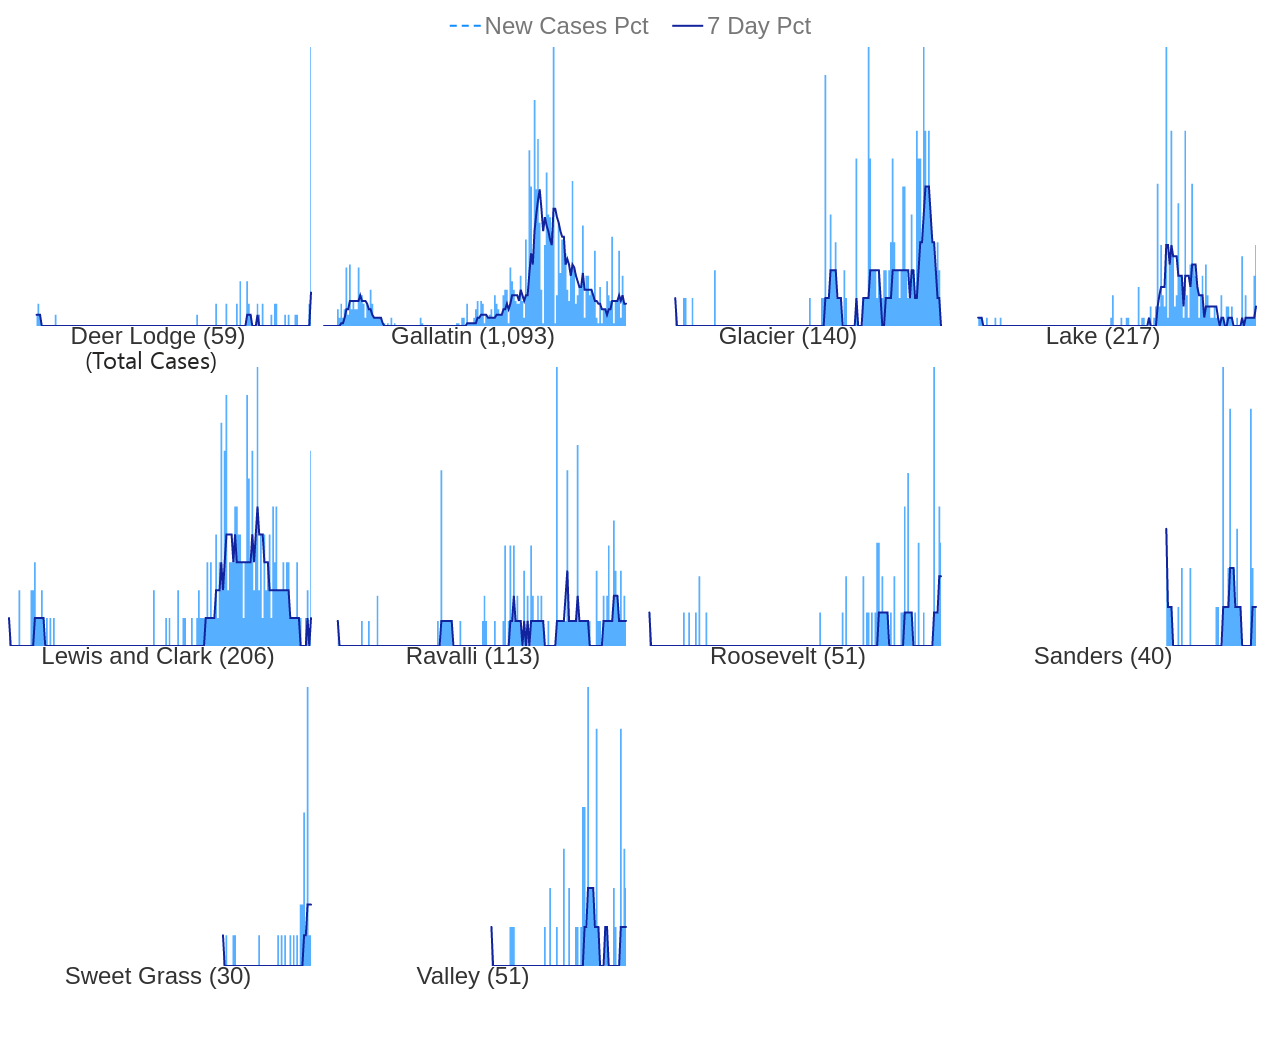 New Cases Pct 7 Day Pct
Deer Lodge (59) Gallatin (1,093) Glacier (140) Lake (217)
(Total Cases)
Lewis and Clark (206) Ravalli (113) Roosevelt (51) Sanders (40)
Sweet Grass (30) Valley (51)